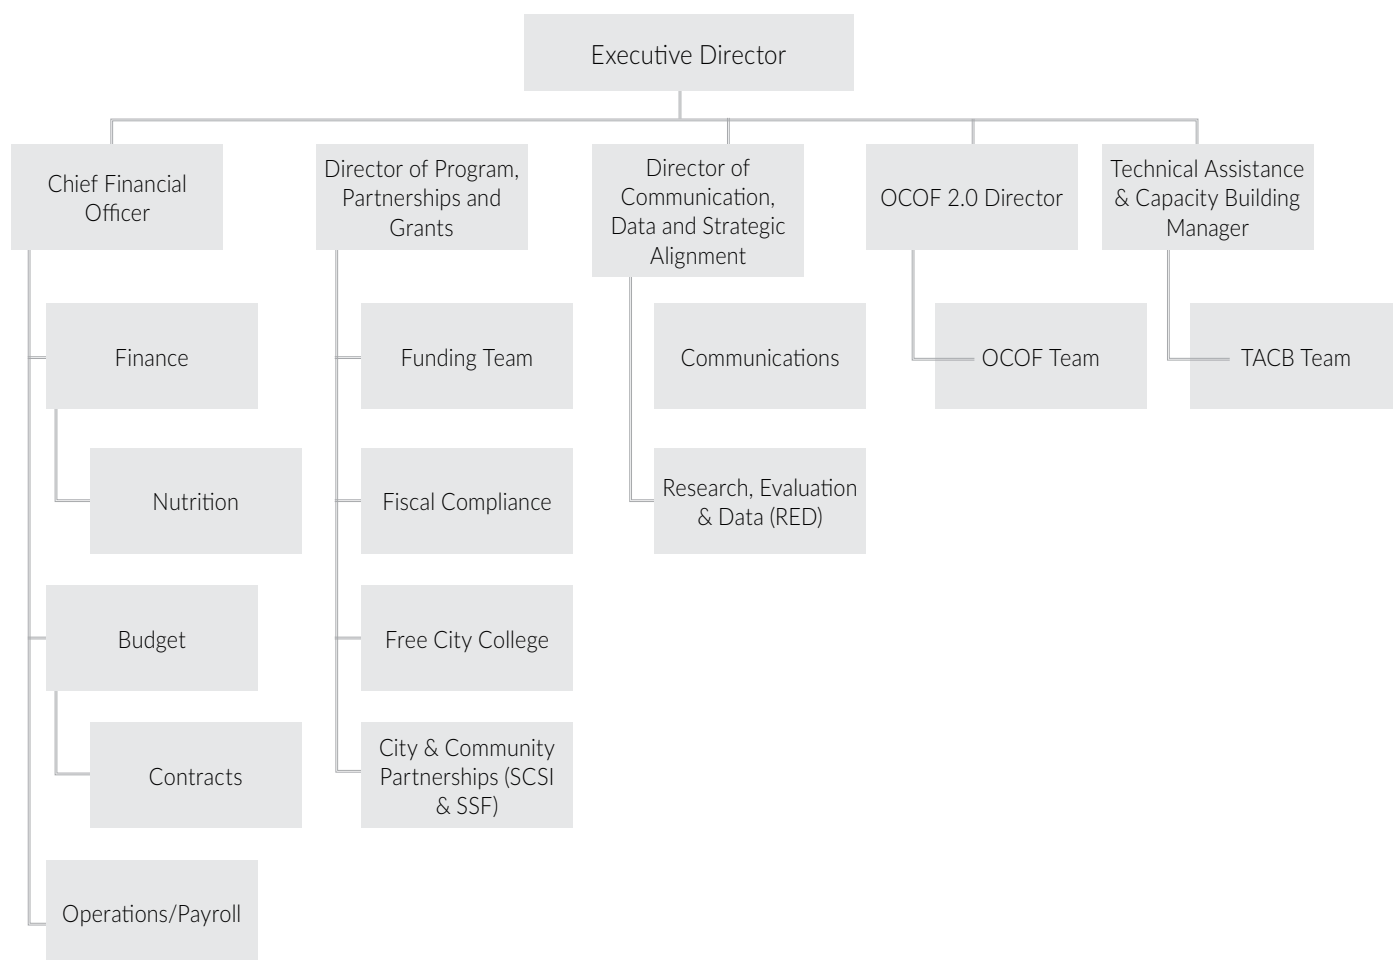 Executive Director
Chief Financial
Officer
Director of Program,
Partnerships and
Grants
Director of
Communication,
Data and Strategic
Alignment
OCOF 2.0 Director
Technical Assistance
& Capacity Building
Manager
Finance
Funding Team
Communications
OCOF Team
TACB Team
Nutrition
Fiscal Compliance
Research, Evaluation
& Data (RED)
Budget
Free City College
Contracts
City & Community
Partnerships (SCSI
& SSF)
Operations/Payroll